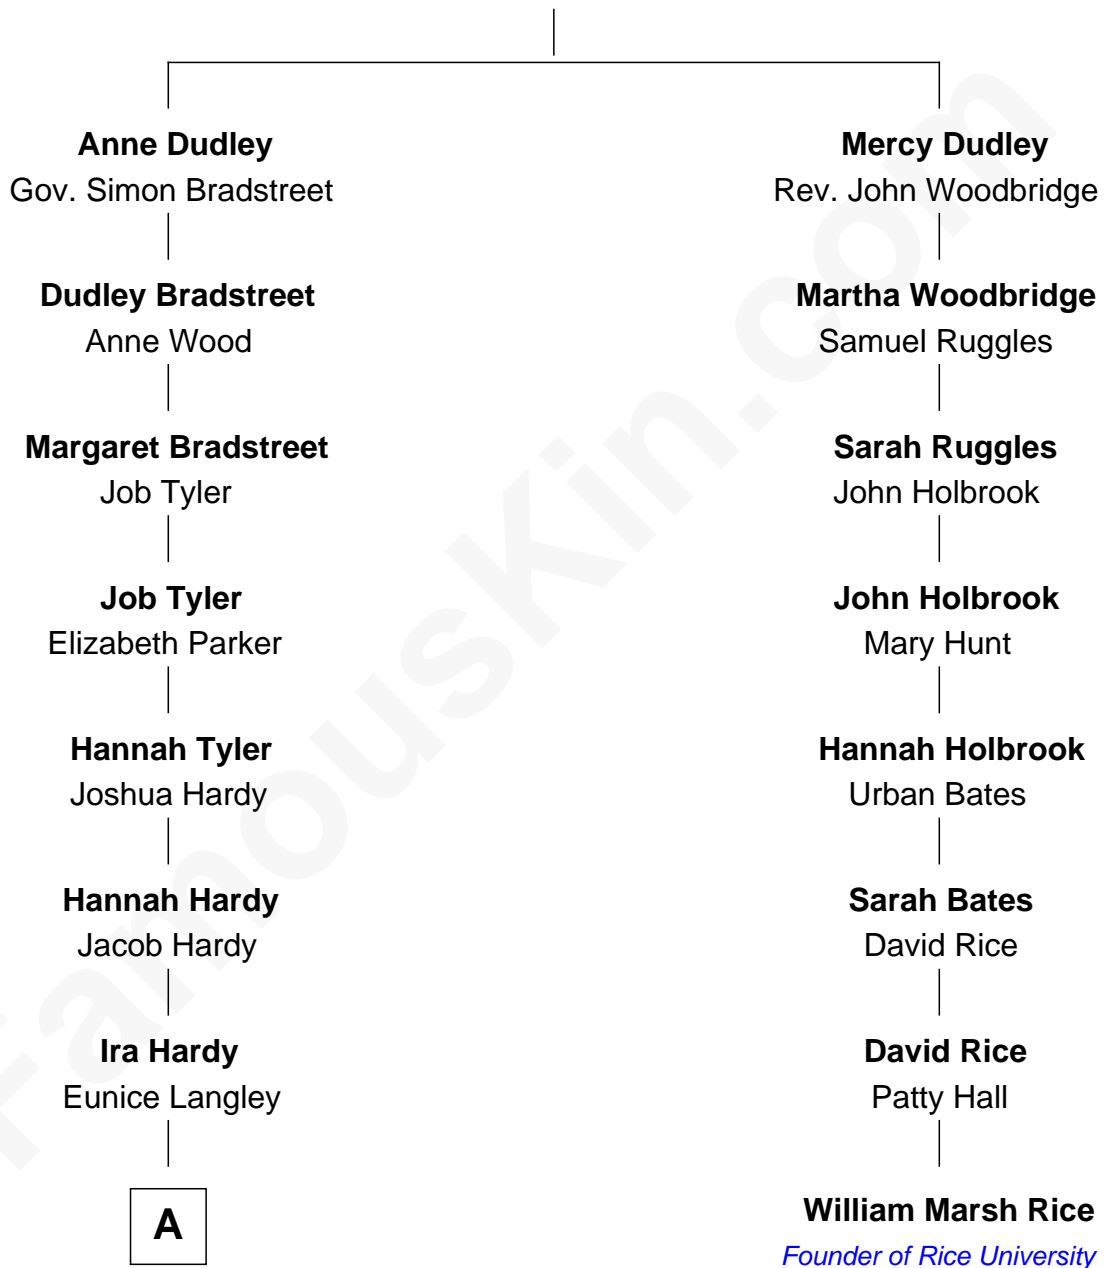 Anne Dudley
Gov. Simon Bradstreet
Dudley Bradstreet
Anne Wood
Margaret Bradstreet
Job Tyler
Job Tyler
Elizabeth Parker
Hannah Tyler
Joshua Hardy
Hannah Hardy
Jacob Hardy
Ira Hardy
Eunice Langley
A
Mercy Dudley
Rev. John Woodbridge
Martha Woodbridge
Samuel Ruggles
Sarah Ruggles
John Holbrook
John Holbrook
Mary Hunt
Hannah Holbrook
Urban Bates
Sarah Bates
David Rice
David Rice
Patty Hall
William Marsh Rice
Founder of Rice University
FamousKin.com